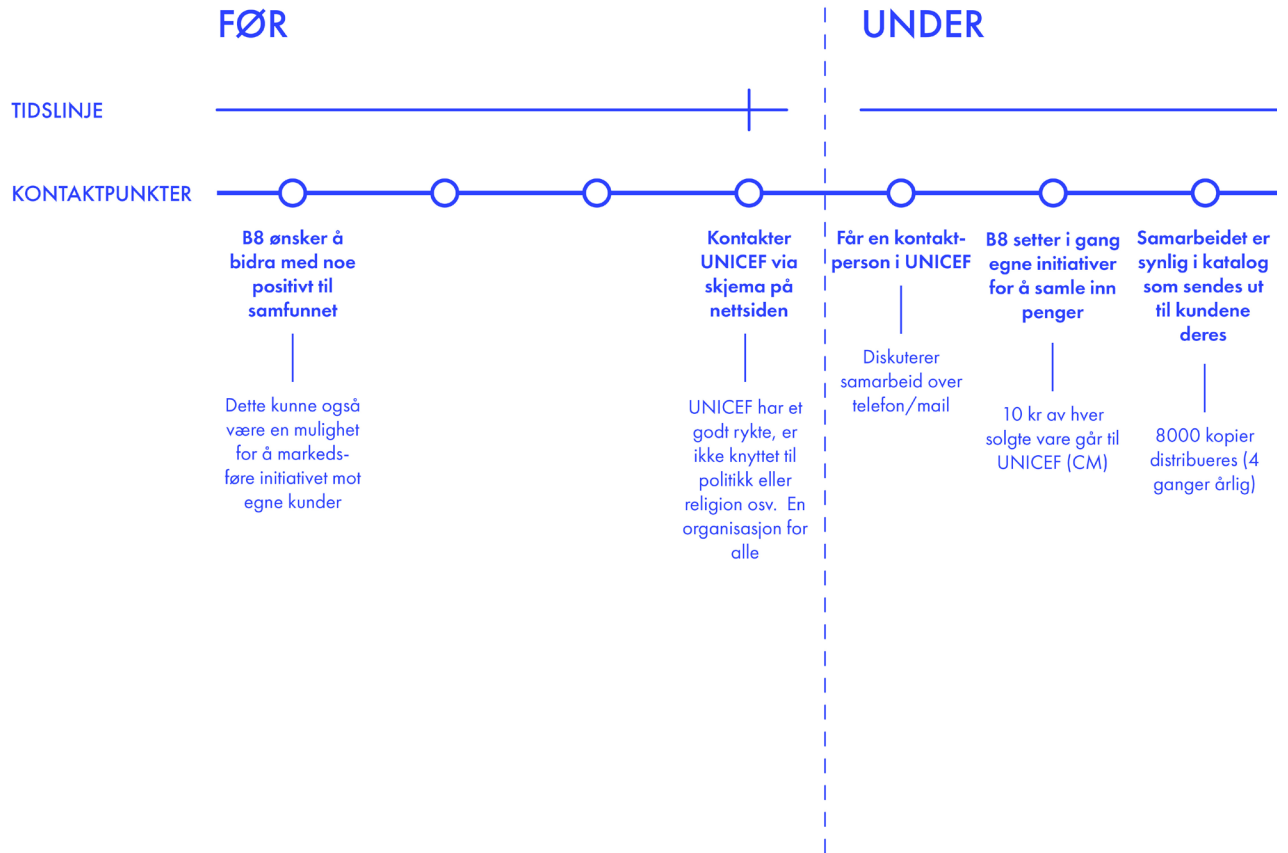 FØR
UNDER
TIDSLINJE
KONTAKTPUNKTER
B8 ønsker å
bidra med noe
positivt til
samfunnet
Dette kunne også
være en mulighet
for å markeds-
føre initiativet mot
egne kunder
Kontakter
UNICEF via
skjema på
nettsiden
UNICEF har et
godt rykte, er
ikke knyttet til
politikk eller
religion osv.  En
organisasjon for
alle
Får en kontakt-
person i UNICEF
Diskuterer
samarbeid over
telefon/mail
B8 setter i gang
egne initiativer
for å samle inn
penger
10 kr av hver
solgte vare går til
UNICEF (CM)
Samarbeidet er
synlig i katalog
som sendes ut
til kundene
deres
8000 kopier
distribueres (4
ganger årlig)